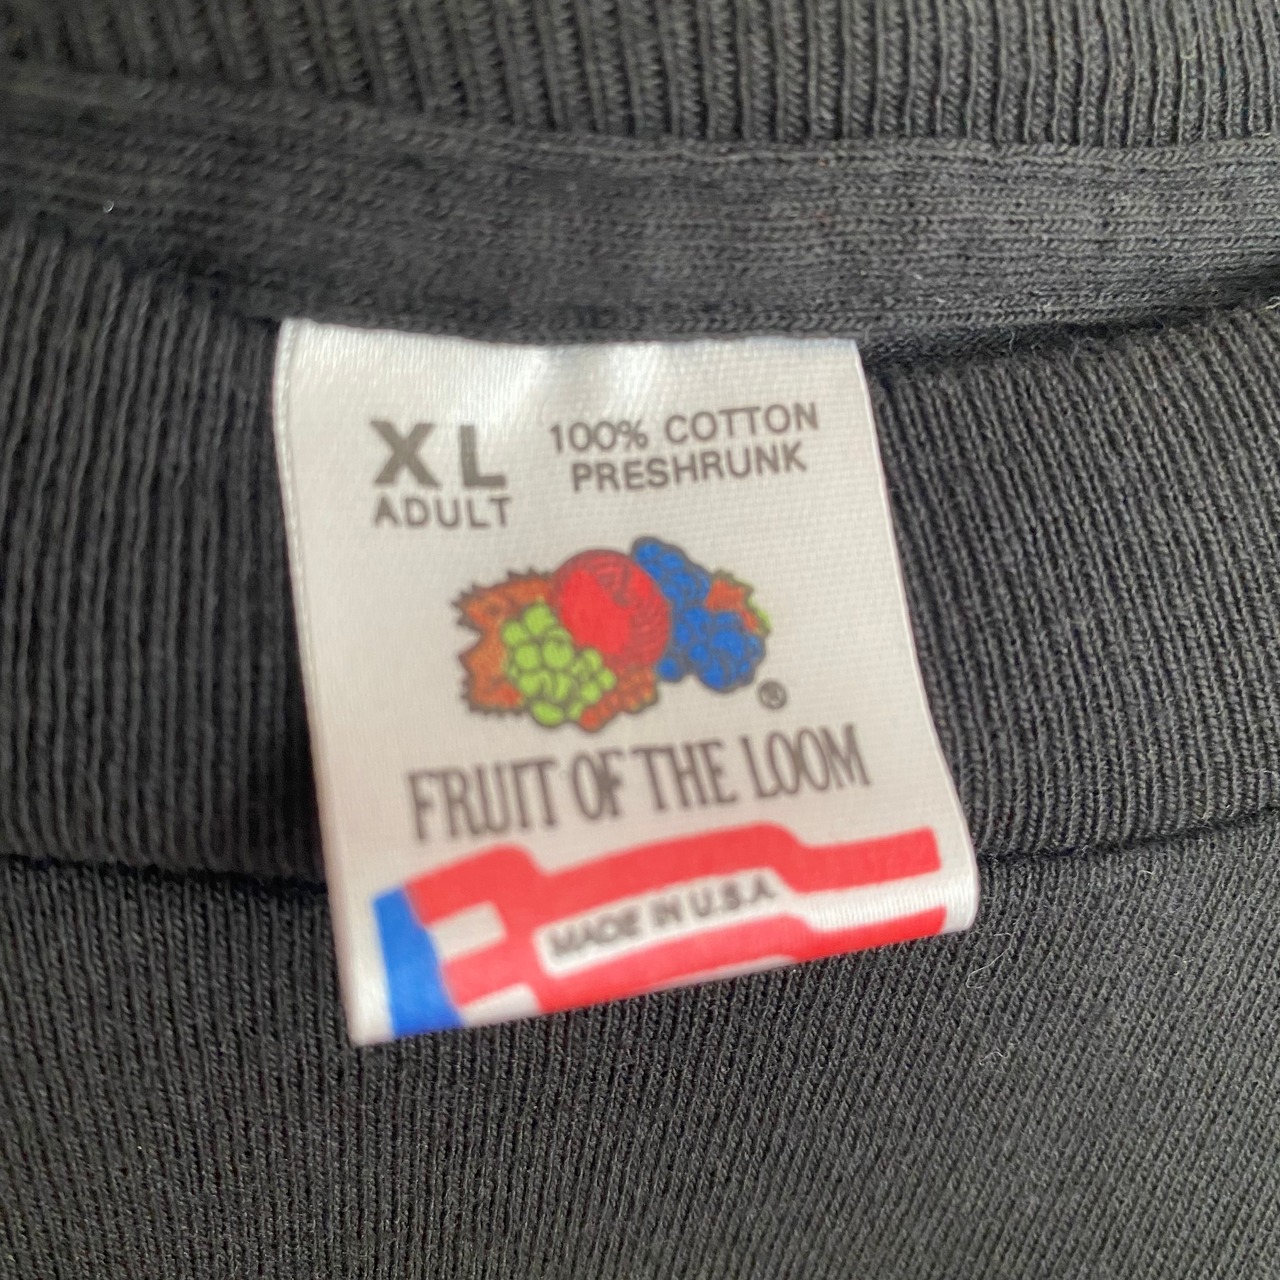 XL
ADULT
100% COTTON
PRESHRUNK
®
FRUIT OF THE LOOM
MADE IN U.S.A.